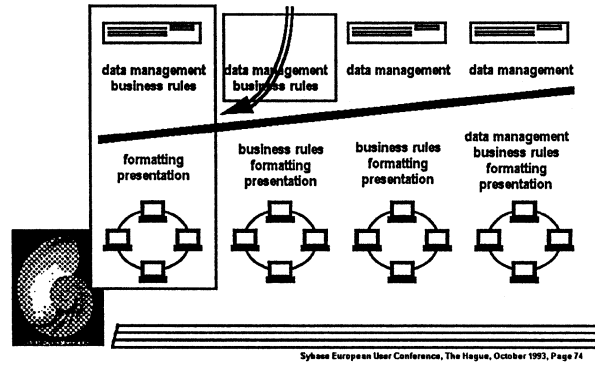 data management
business rules
data management
business rules
data management
data management
formatting
presentation
business rules
formatting
presentation
business rules
formatting
presentation
data management
business rules
formatting
presentation
Sybase European User Conference, The Hague, October 1993, Page 74